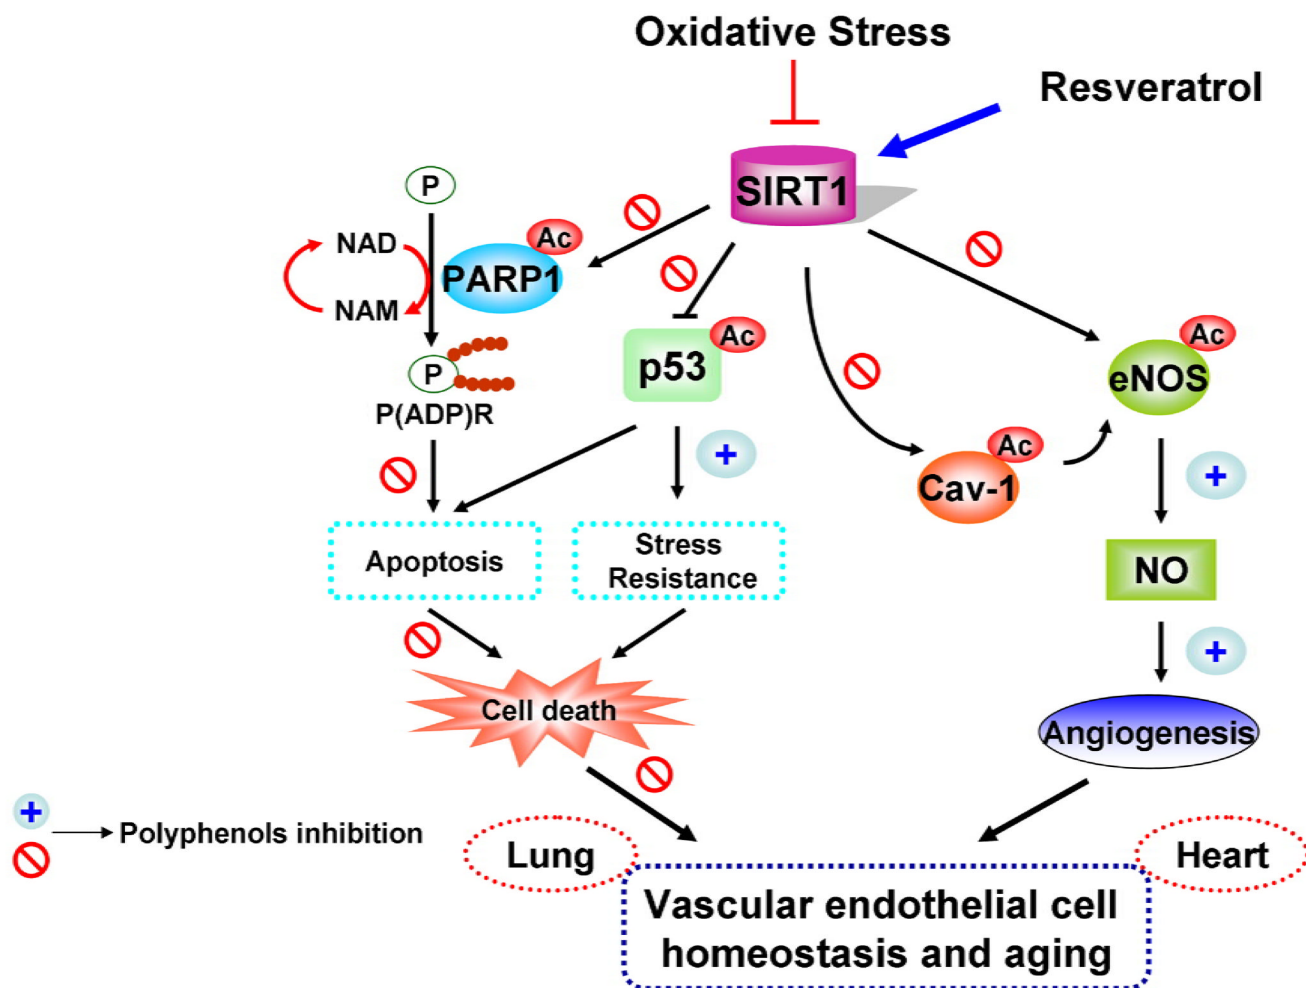 Oxidative Stress
Resveratrol
SIRT1
P
Ac
NAD
PARP1
NAM
Ac
p53
Ac
eNOS
P
P(ADP)R
Ac
Cav-1
+
+
Apoptosis
Stress
Resistance
NO
+
Cell death
Angiogenesis
+
Polyphenols inhibition
Lung
Heart
Vascular endothelial cell
homeostasis and aging